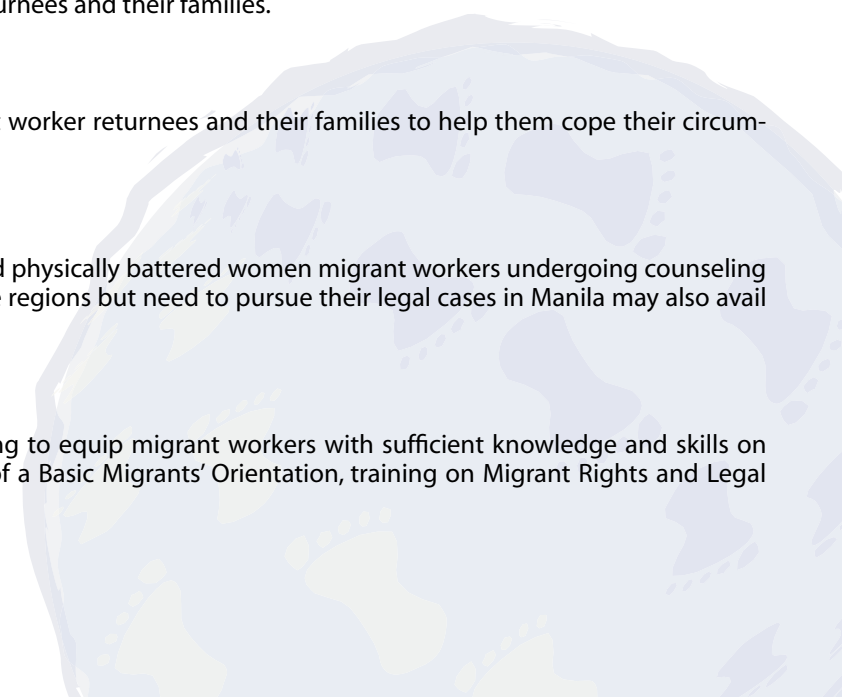 urnees and their families.
worker returnees and their families to help them cope their circum-
physically battered women migrant workers undergoing counseling
regions but need to pursue their legal cases in Manila may also avail
ng to equip migrant workers with sufficient knowledge and skills on
of a Basic Migrants’ Orientation, training on Migrant Rights and Legal